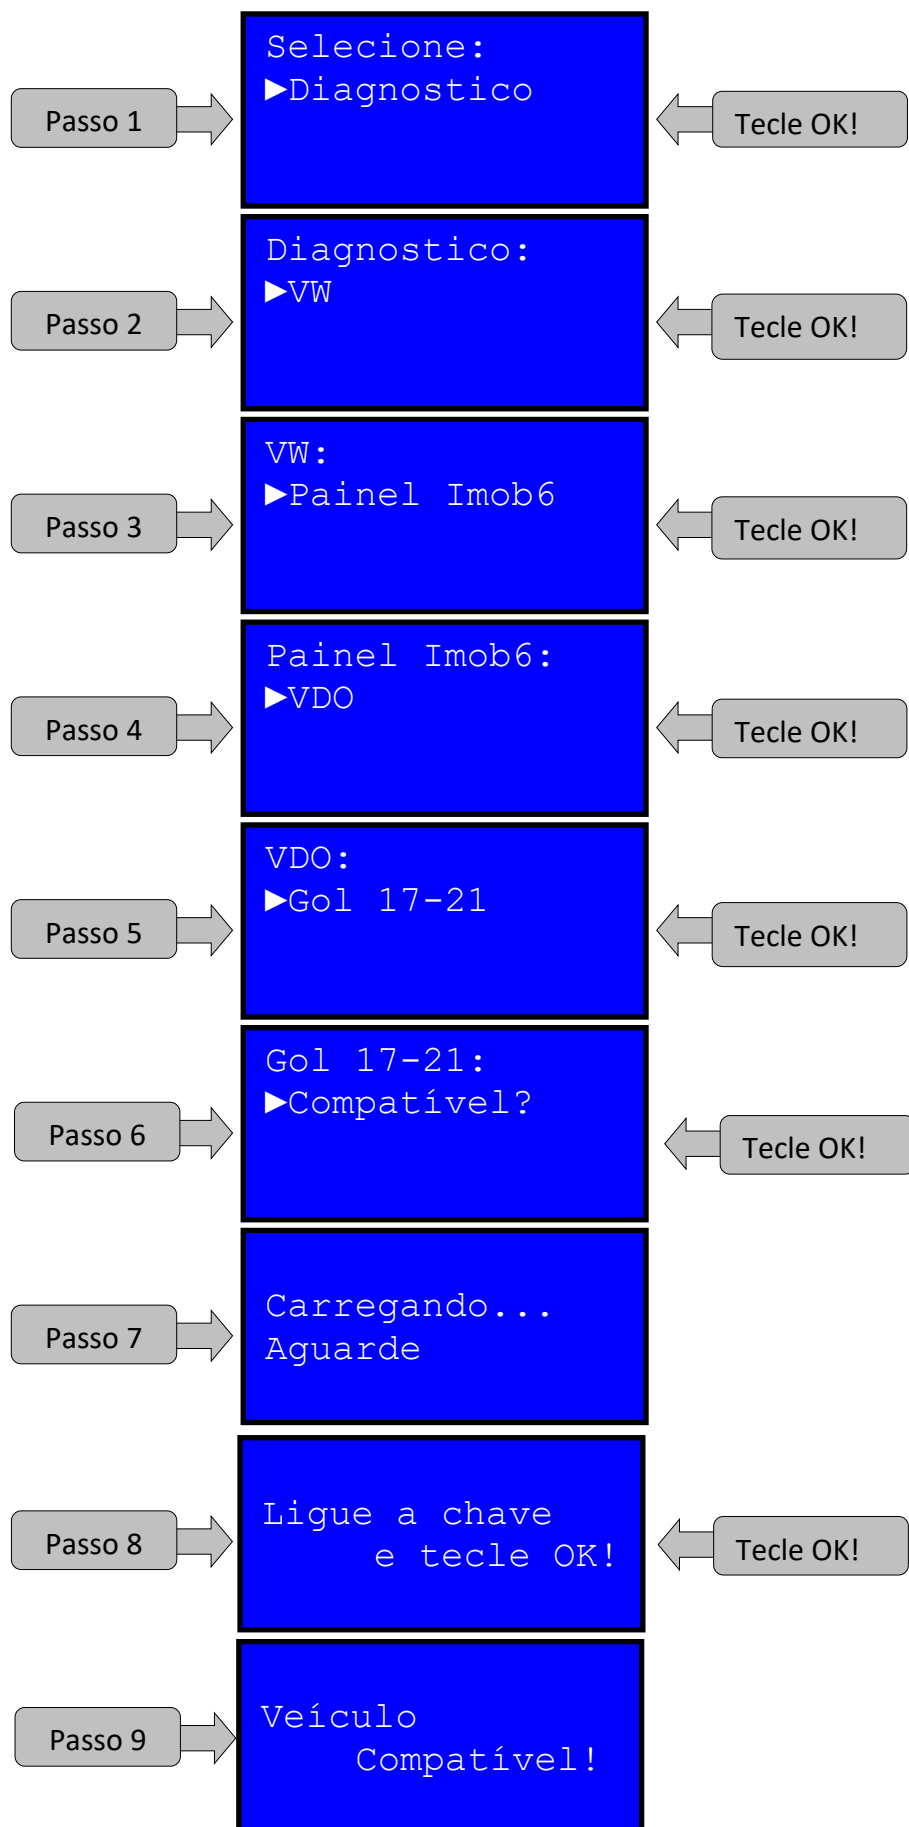 Passo 1
Selecione:
►Diagnostico
Tecle OK!
Passo 2
Diagnostico:
►VW
Tecle OK!
Passo 3
VW:
►Painel Imob6
Tecle OK!
Passo 4
Painel Imob6:
►VDO
Tecle OK!
Passo 5
VDO:
►Gol 17-21
Tecle OK!
Passo 6
Gol 17-21:
►Compatível?
Tecle OK!
Passo 7
Carregando...
Aguarde
Passo 8
Ligue a chave
e tecle OK!
Tecle OK!
Passo 9
Veículo
Compatível!